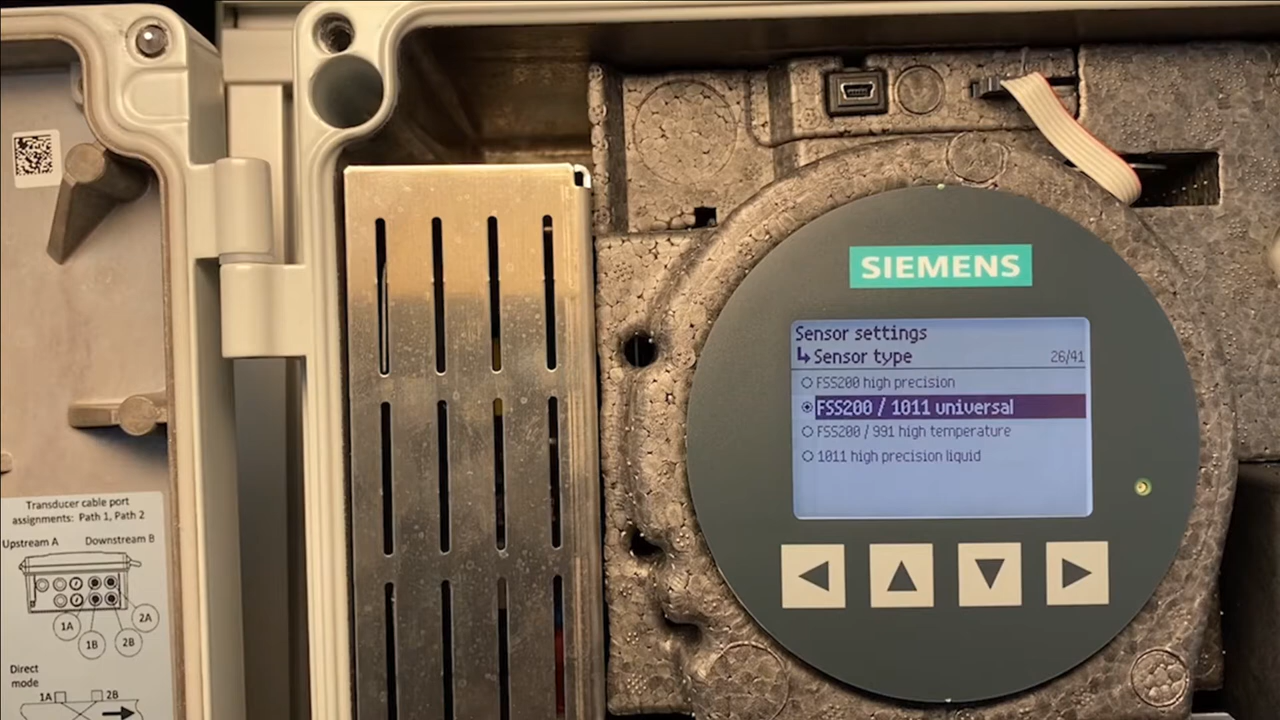 SIEMENS
Sensor settings
Sensor type 26/41
FSS200 high precision
FSS200 / 1011 universal
FSS200 / 991 high temperature
1011 high precision liquid
Transducer cable port
assignments: Path 1, Path 2
Upstream A Downstream B
1A 2A
1B 2B
Direct
mode
1A 2B